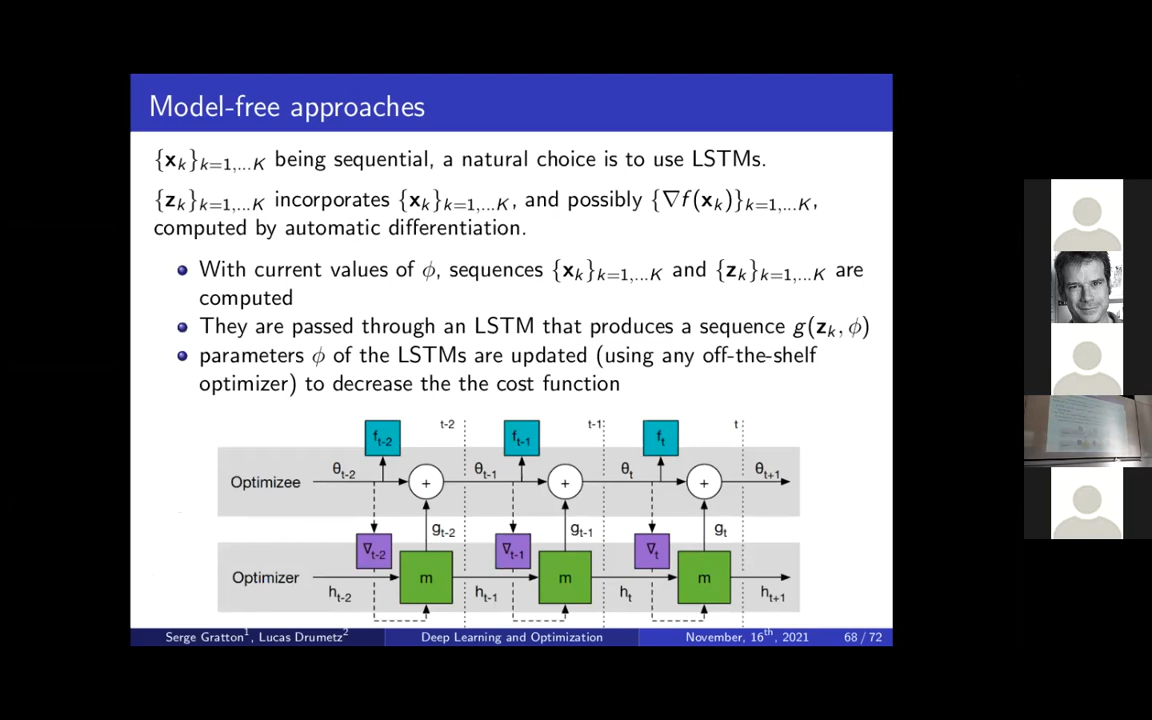 Model-free approaches
{x_k}_{k=1,...K} being sequential, a natural choice is to use LSTMs.
{z_k}_{k=1,...K} incorporates {x_k}_{k=1,...K}, and possibly {∇f(x_k)}_{k=1,...K},
computed by automatic differentiation.
With current values of ϕ, sequences {x_k}_{k=1,...K} and {z_k}_{k=1,...K} are
computed
They are passed through an LSTM that produces a sequence g(z_k, ϕ)
parameters ϕ of the LSTMs are updated (using any off-the-shelf
optimizer) to decrease the the cost function
t-2 t-1 t
f_{t-2} f_{t-1} f_t
θ_{t-2} θ_{t-1} θ_t θ_{t+1}
Optimizee + + +
g_{t-2} g_{t-1} g_t
∇_{t-2} ∇_{t-1} ∇_t
Optimizer m m m
h_{t-2} h_{t-1} h_t h_{t+1}
Serge Gratton¹, Lucas Drumetz² Deep Learning and Optimization November, 16th, 2021 68 / 72